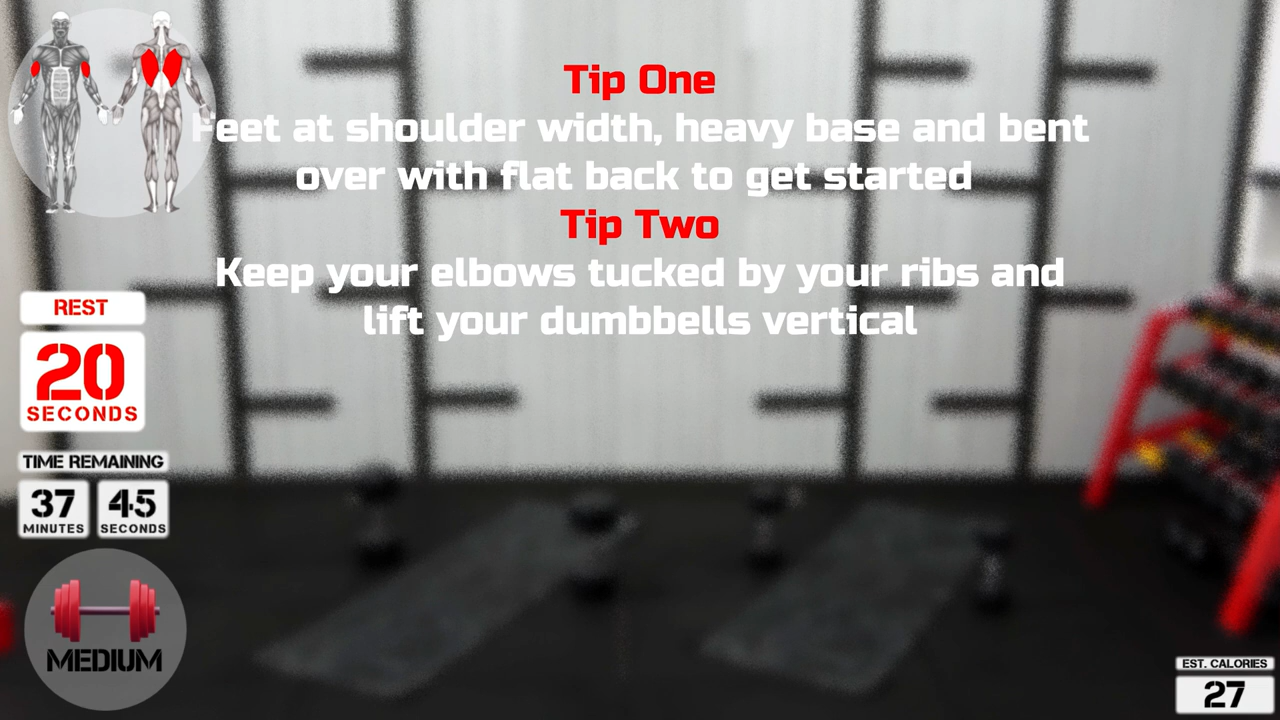 Tip One
Feet at shoulder width, heavy base and bent
over with flat back to get started
Tip Two
Keep your elbows tucked by your ribs and
lift your dumbbells vertical
REST
20
SECONDS
TIME REMAINING
37 45
MINUTES SECONDS
MEDIUM
EST. CALORIES
27